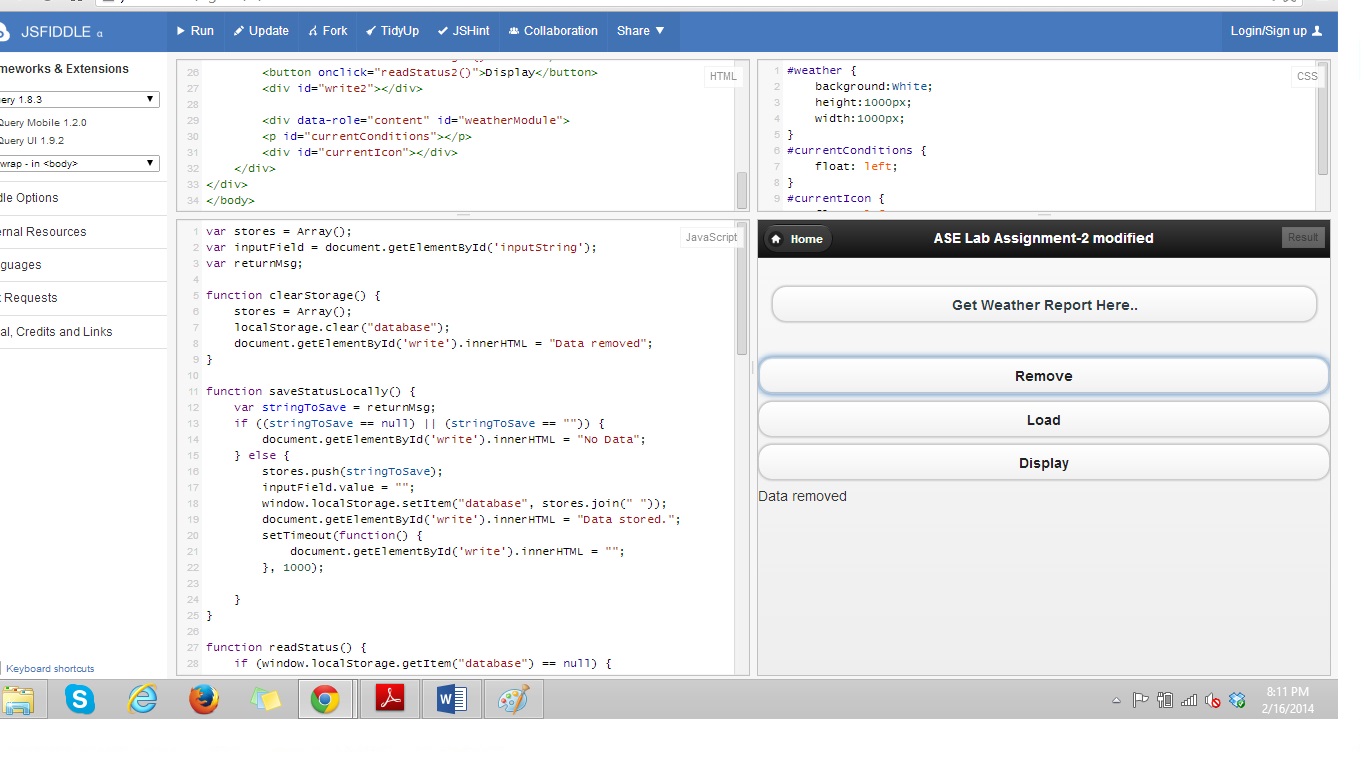 JSFIDDLE α
Run Update Fork TidyUp JSHint Collaboration Share ▼ Login/Sign up
meworks & Extensions
ery 1.8.3
Query Mobile 1.2.0
Query UI 1.9.2
wrap - in <body>
dle Options
rnal Resources
guages
t Requests
al, Credits and Links
Keyboard shortcuts
HTML
26 <button onclick="readStatus2()">Display</button>
27 <div id="write2"></div>
28
29 <div data-role="content" id="weatherModule">
30 <p id="currentConditions"></p>
31 <div id="currentIcon"></div>
32 </div>
33 </div>
34 </body>
CSS
1 #weather {
2 background:White;
3 height:1000px;
4 width:1000px;
5 }
6 #currentConditions {
7 float: left;
8 }
9 #currentIcon {
JavaScript
1 var stores = Array();
2 var inputField = document.getElementById('inputString');
3 var returnMsg;
4
5 function clearStorage() {
6 stores = Array();
7 localStorage.clear("database");
8 document.getElementById('write').innerHTML = "Data removed";
9 }
10
11 function saveStatusLocally() {
12 var stringToSave = returnMsg;
13 if ((stringToSave == null) || (stringToSave == "")) {
14 document.getElementById('write').innerHTML = "No Data";
15 } else {
16 stores.push(stringToSave);
17 inputField.value = "";
18 window.localStorage.setItem("database", stores.join(" "));
19 document.getElementById('write').innerHTML = "Data stored.";
20 setTimeout(function() {
21 document.getElementById('write').innerHTML = "";
22 }, 1000);
23
24 }
25 }
26
27 function readStatus() {
28 if (window.localStorage.getItem("database") == null) {
Home ASE Lab Assignment-2 modified Result
Get Weather Report Here..
Remove
Load
Display
Data removed
8:11 PM
2/16/2014